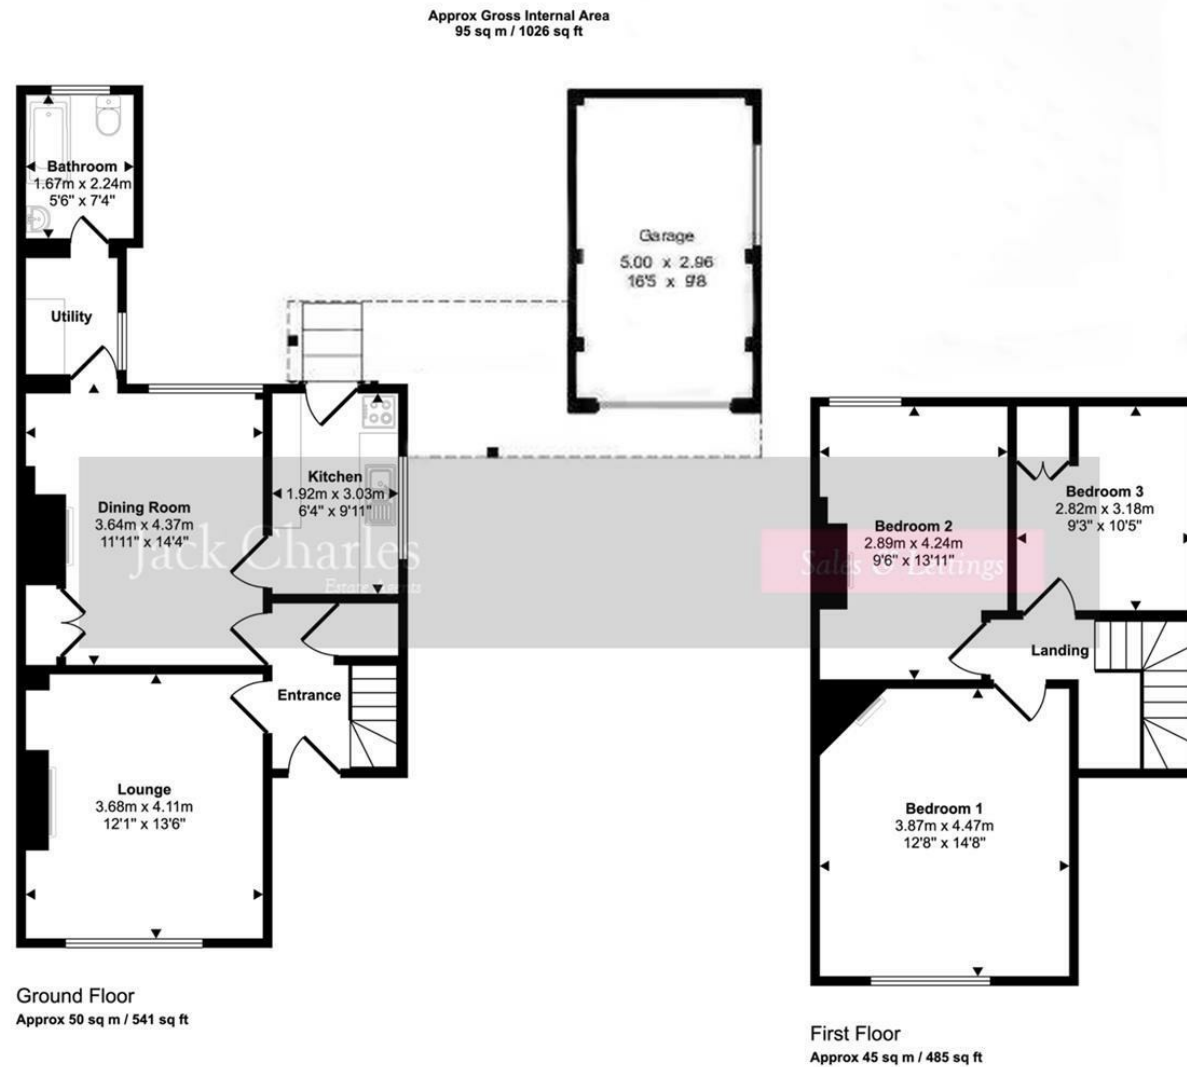 Approx Gross Internal Area
95 sq m / 1026 sq ft
Bathroom
1.67m x 2.24m
5'6" x 7'4"
Utility
Garage
5.00 x 2.96
16'5 x 9'8
Kitchen
1.92m x 3.03m
6'4" x 9'11"
Dining Room
3.64m x 4.37m
11'11" x 14'4"
Jack Charles
Estate Agents
Sales & Lettings
Bedroom 2
2.89m x 4.24m
9'6" x 13'11"
Bedroom 3
2.82m x 3.18m
9'3" x 10'5"
Landing
Entrance
Lounge
3.68m x 4.11m
12'1" x 13'6"
Bedroom 1
3.87m x 4.47m
12'8" x 14'8"
Ground Floor
Approx 50 sq m / 541 sq ft
First Floor
Approx 45 sq m / 485 sq ft